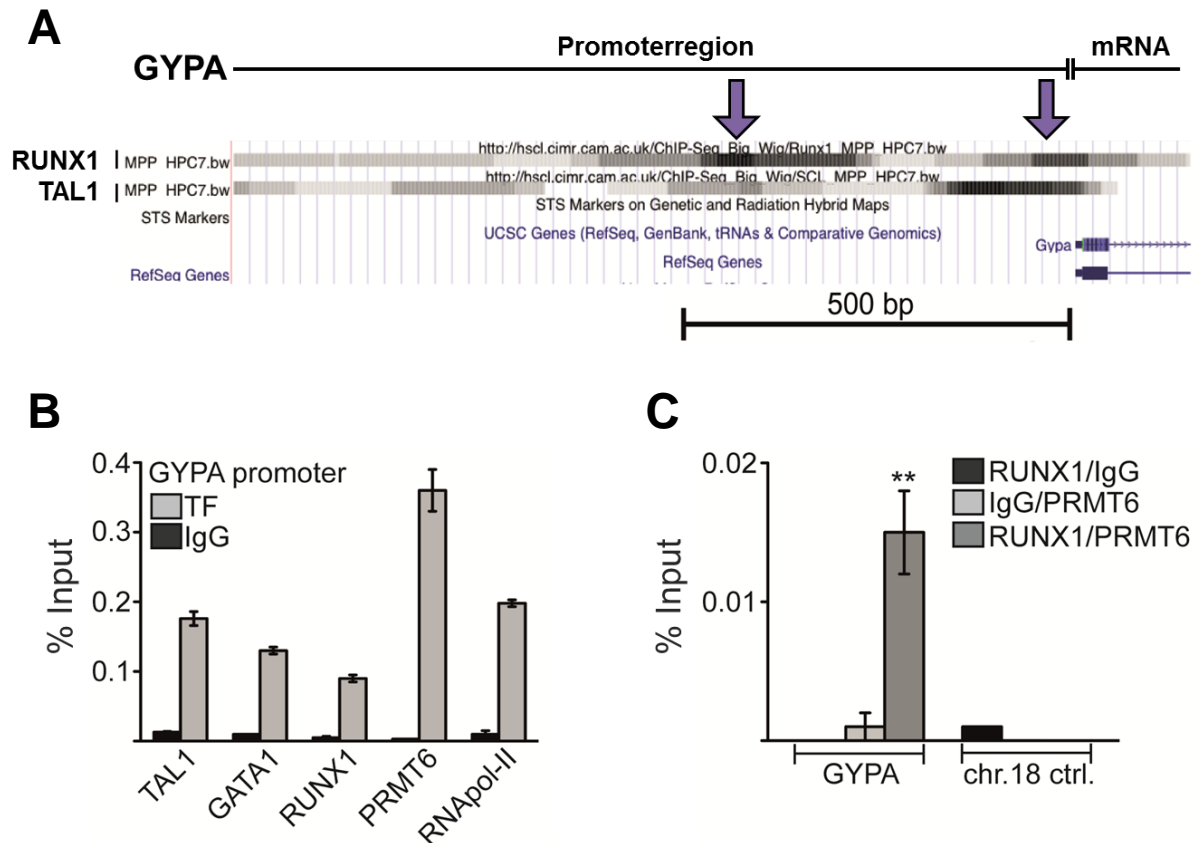 A
Promoterregion
mRNA
GYPA
http://hscl.cimr.cam.ac.uk/ChIP-Seq_Big_Wig/Runx1_MPP_HPC7.bw
RUNX1 MPP HPC7.bw
http://hscl.cimr.cam.ac.uk/ChIP-Seq_Big_Wig/SCL_MPP_HPC7.bw
TAL1 MPP HPC7.bw
STS Markers on Genetic and Radiation Hybrid Maps
STS Markers
UCSC Genes (RefSeq, GenBank, tRNAs & Comparative Genomics)
Gypa
RefSeq Genes
RefSeq Genes
500 bp
B
0.4
GYPA promoter
TF
IgG
0.3
0.2
0.1
% Input
TAL1
GATA1
RUNX1
PRMT6
RNApol-II
C
0.02
**
RUNX1/IgG
IgG/PRMT6
RUNX1/PRMT6
0.01
% Input
GYPA
chr.18 ctrl.